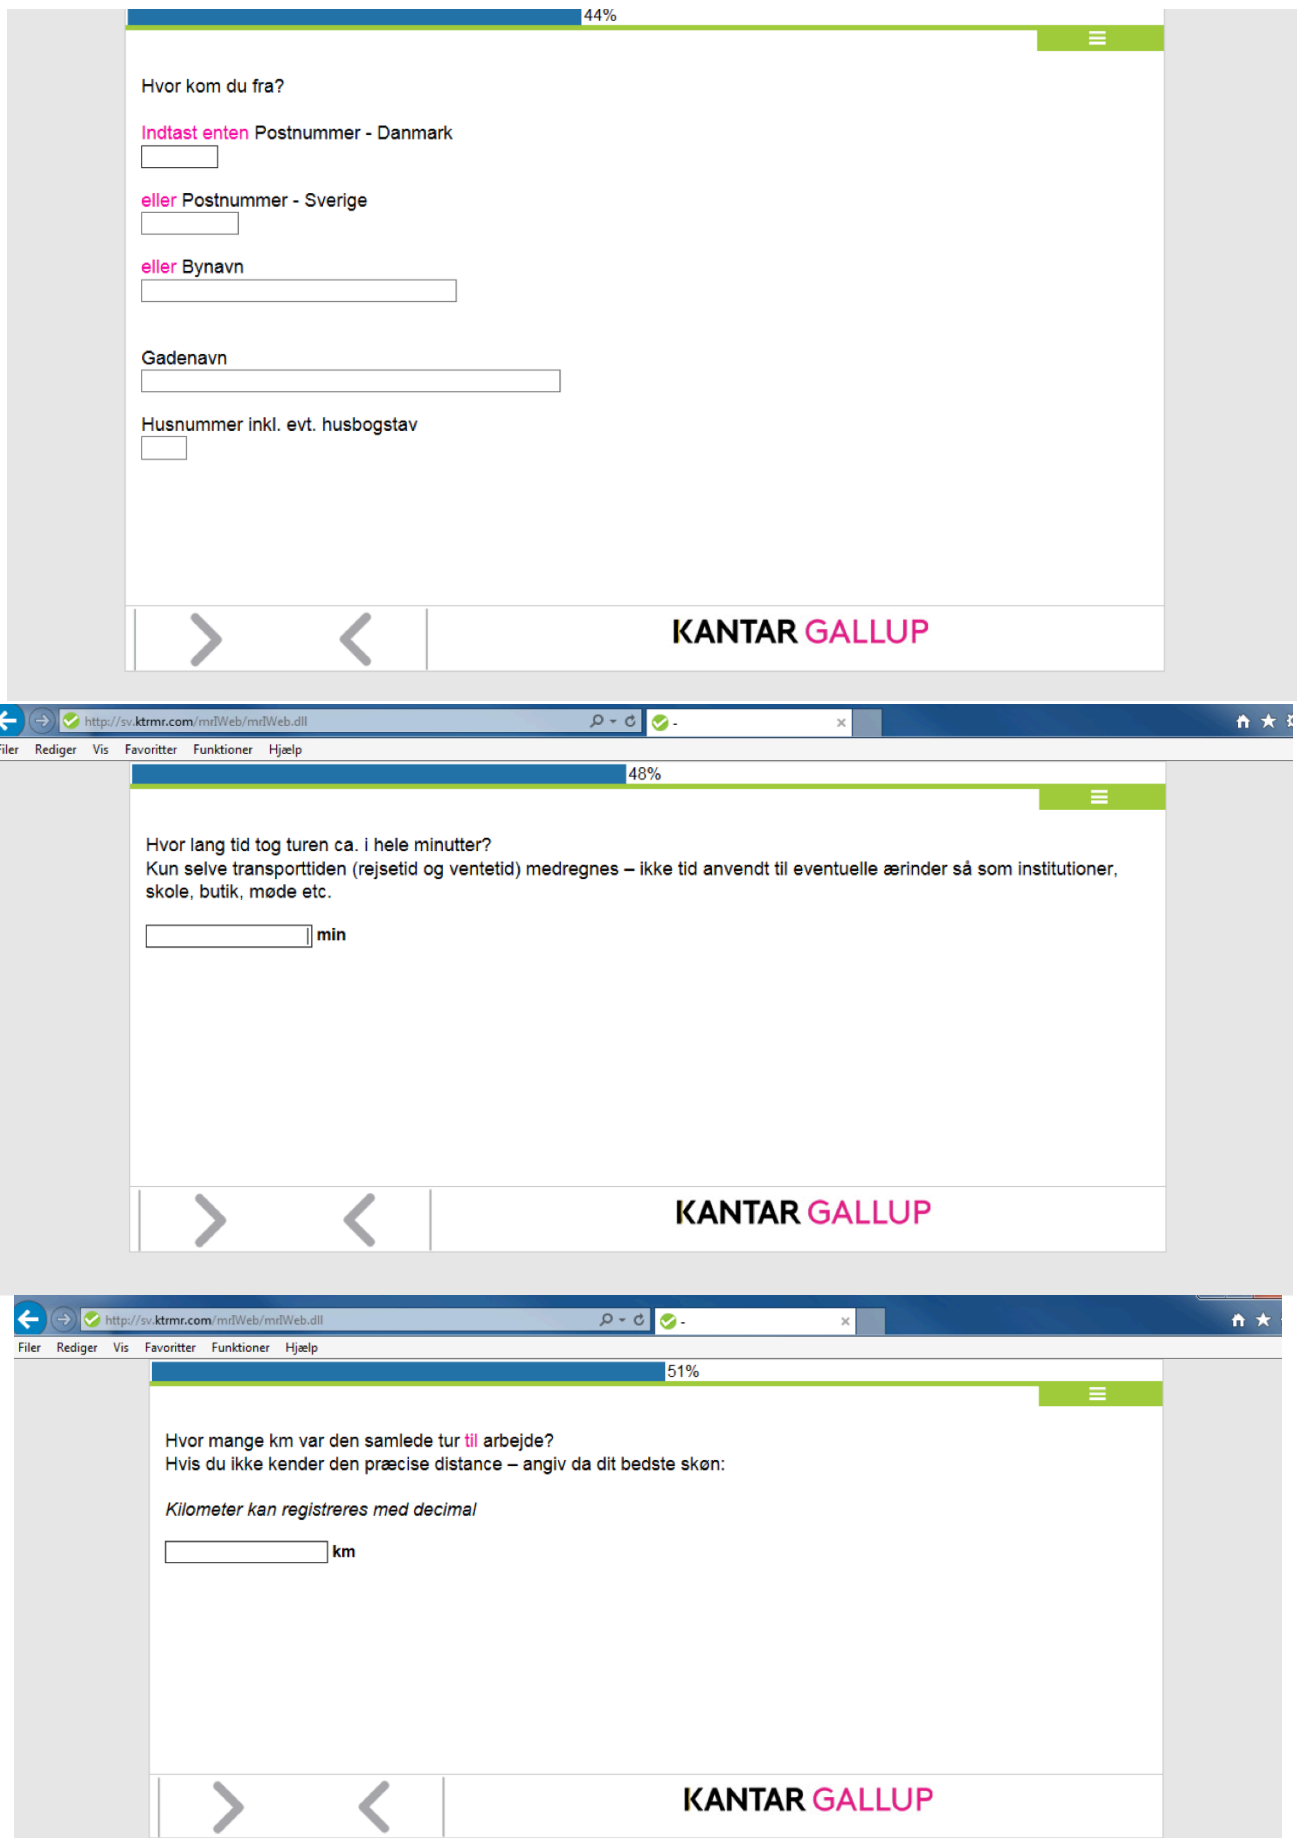 44%
Hvor kom du fra?
Indtast enten Postnummer - Danmark
eller Postnummer - Sverige
eller Bynavn
Gadenavn
Husnummer inkl. evt. husbogstav
KANTAR GALLUP
http://sv.ktrmr.com/mrIWeb/mrIWeb.dll
-
Filer Rediger Vis Favoritter Funktioner Hjælp
48%
Hvor lang tid tog turen ca. i hele minutter?
Kun selve transporttiden (rejsetid og ventetid) medregnes – ikke tid anvendt til eventuelle ærinder så som institutioner,
skole, butik, møde etc.
min
KANTAR GALLUP
http://sv.ktrmr.com/mrIWeb/mrIWeb.dll
-
Filer Rediger Vis Favoritter Funktioner Hjælp
51%
Hvor mange km var den samlede tur til arbejde?
Hvis du ikke kender den præcise distance – angiv da dit bedste skøn:
Kilometer kan registreres med decimal
km
KANTAR GALLUP